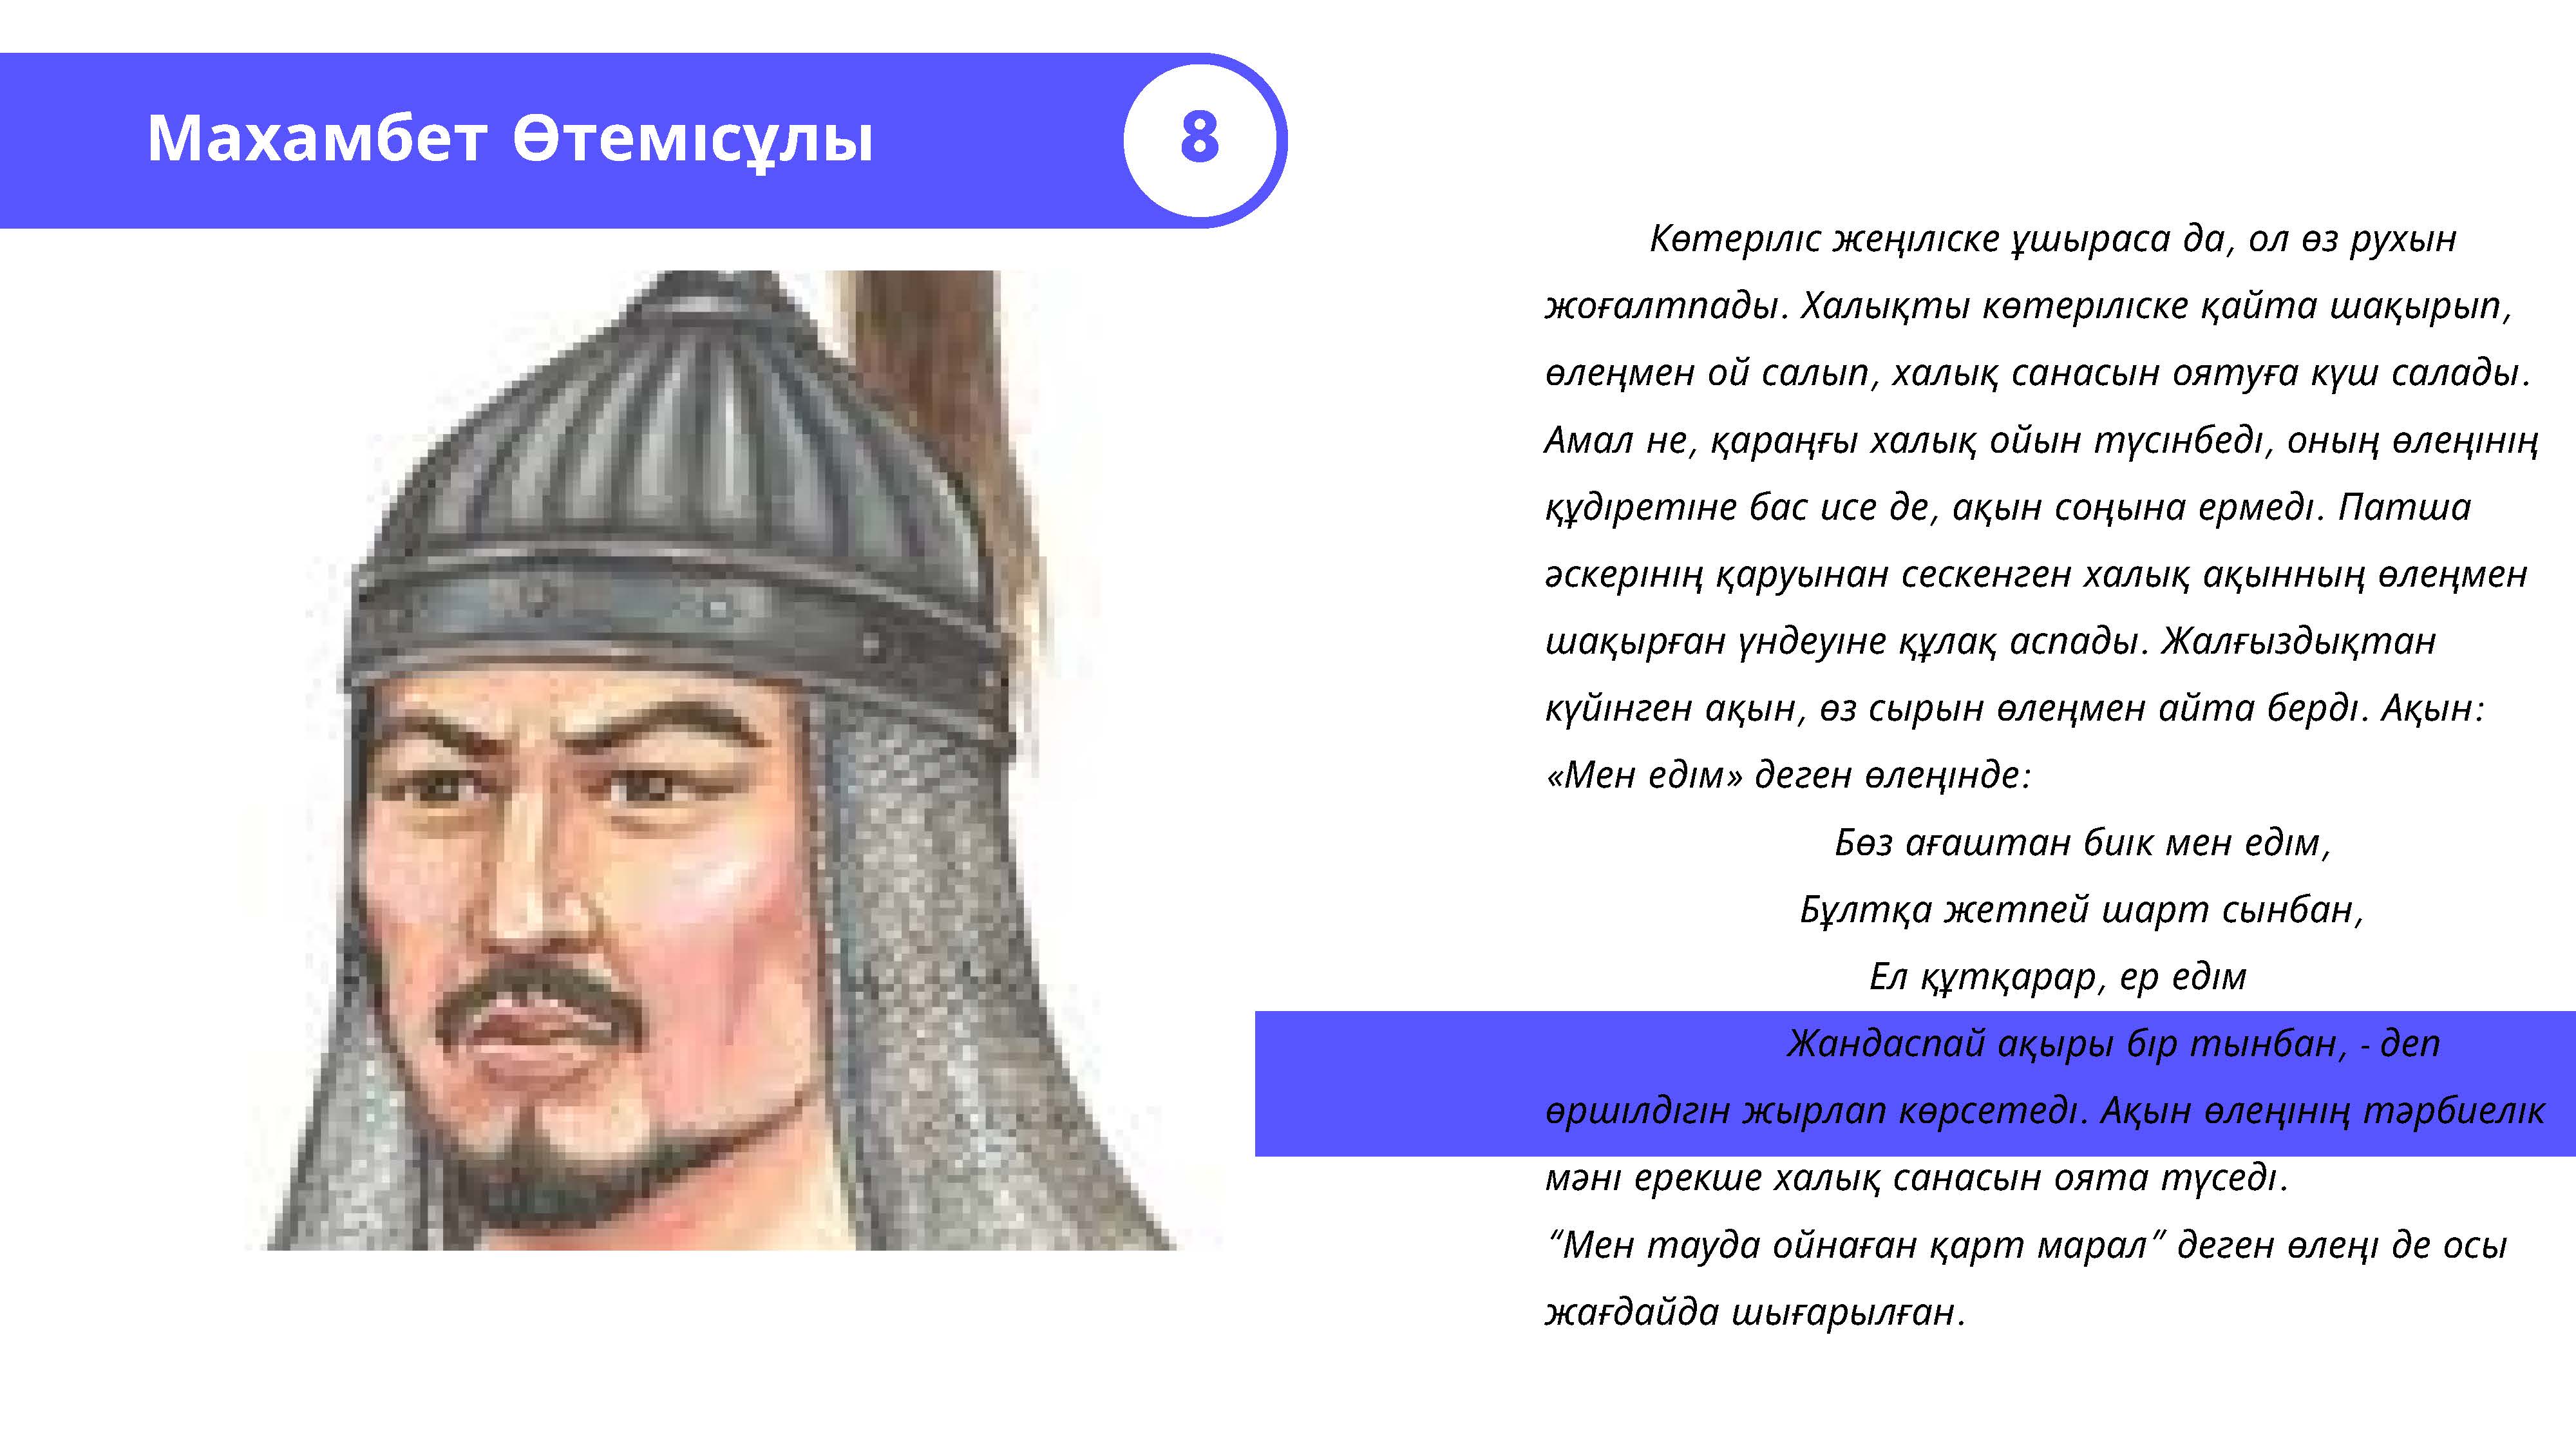 Махамбет Өтемісұлы
8
Көтеріліс жеңіліске ұшыраса да, ол өз рухын
жоғалтпады. Халықты көтеріліске қайта шақырып,
өлеңмен ой салып, халық санасын оятуға күш салады.
Амал не, қараңғы халық ойын түсінбеді, оның өлеңінің
құдіретіне бас исе де, ақын соңына ермеді. Патша
әскерінің қаруынан сескенген халық ақынның өлеңмен
шақырған үндеуіне құлақ аспады. Жалғыздықтан
күйінген ақын, өз сырын өлеңмен айта берді. Ақын:
«Мен едім» деген өлеңінде:
Бөз ағаштан биік мен едім,
Бұлтқа жетпей шарт сынбан,
Ел құтқарар, ер едім
Жандаспай ақыры бір тынбан, - деп
өршілдігін жырлап көрсетеді. Ақын өлеңінің тәрбиелік
мәні ерекше халық санасын оята түседі.
“Мен тауда ойнаған қарт марал” деген өлеңі де осы
жағдайда шығарылған.